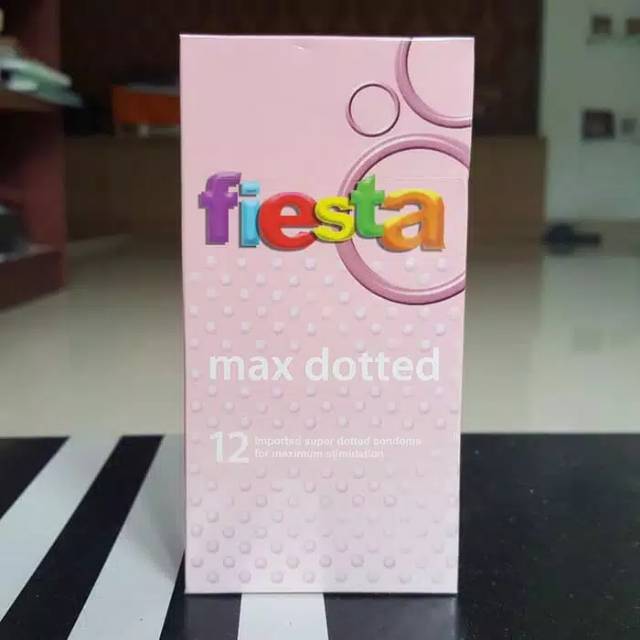 fiesta
max dotted
12 Imported super dotted condoms
for maximum stimulation